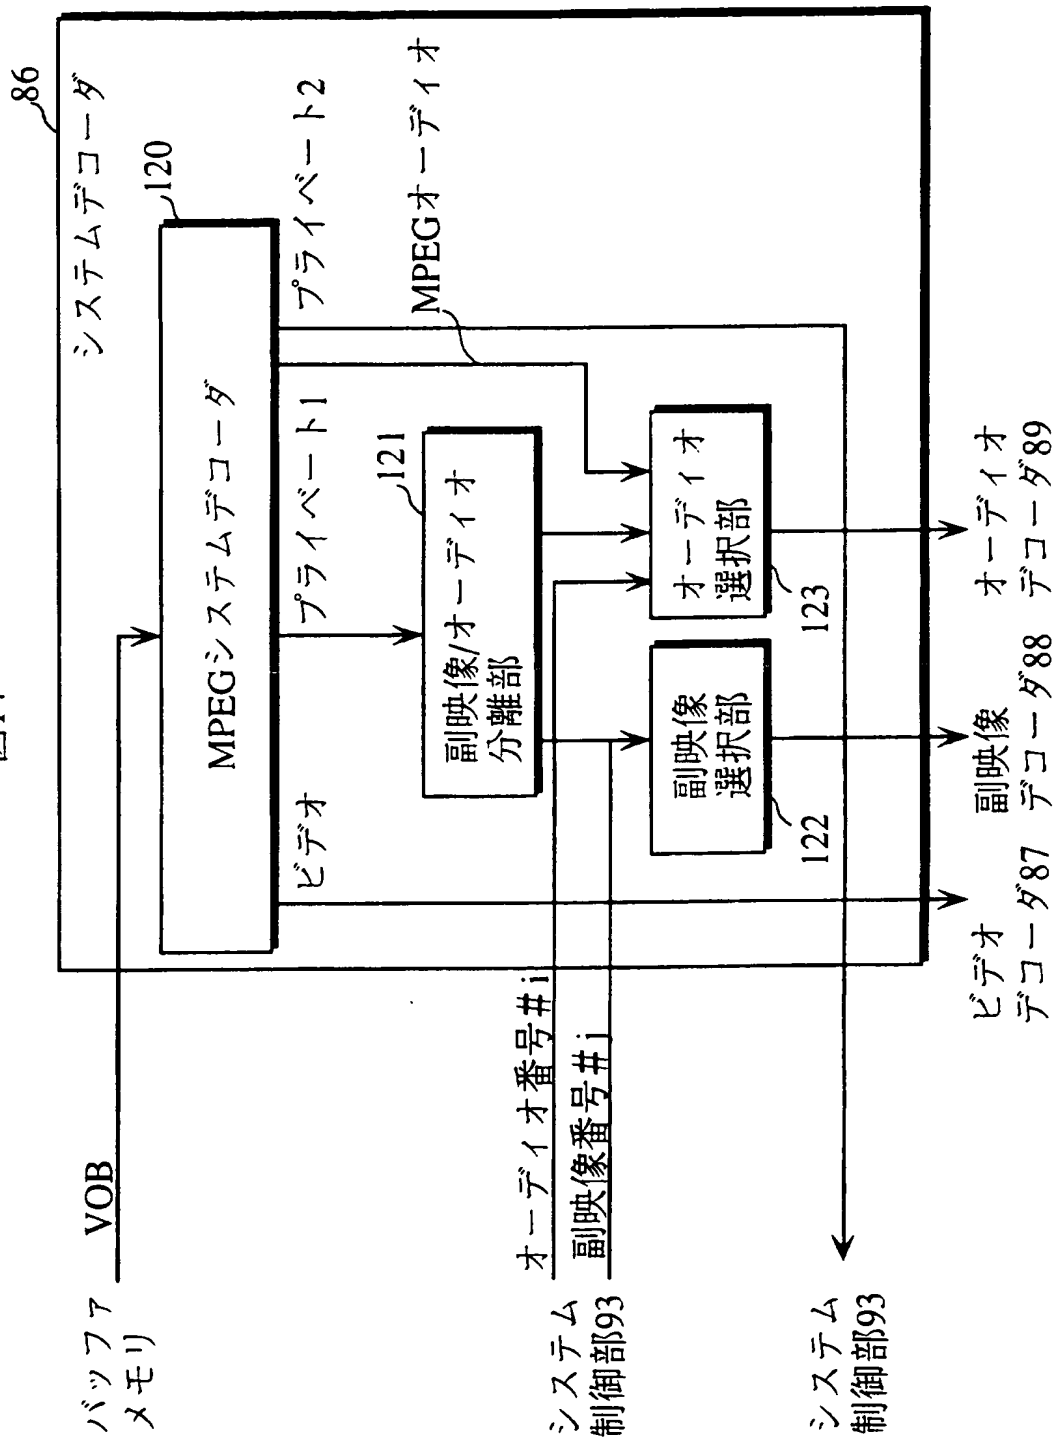 86
システムデコーダ
120
MPEGシステムデコーダ
ビデオ
プライベート1
プライベート2
MPEGオーディオ
121
副映像/オーディオ
分離部
副映像
選択部
122
オーディオ
選択部
123
バッファ
メモリ
VOB
システム
制御部93
オーディオ番号#i
副映像番号#j
システム
制御部93
ビデオ
デコーダ87
副映像
デコーダ88
オーディオ
デコーダ89